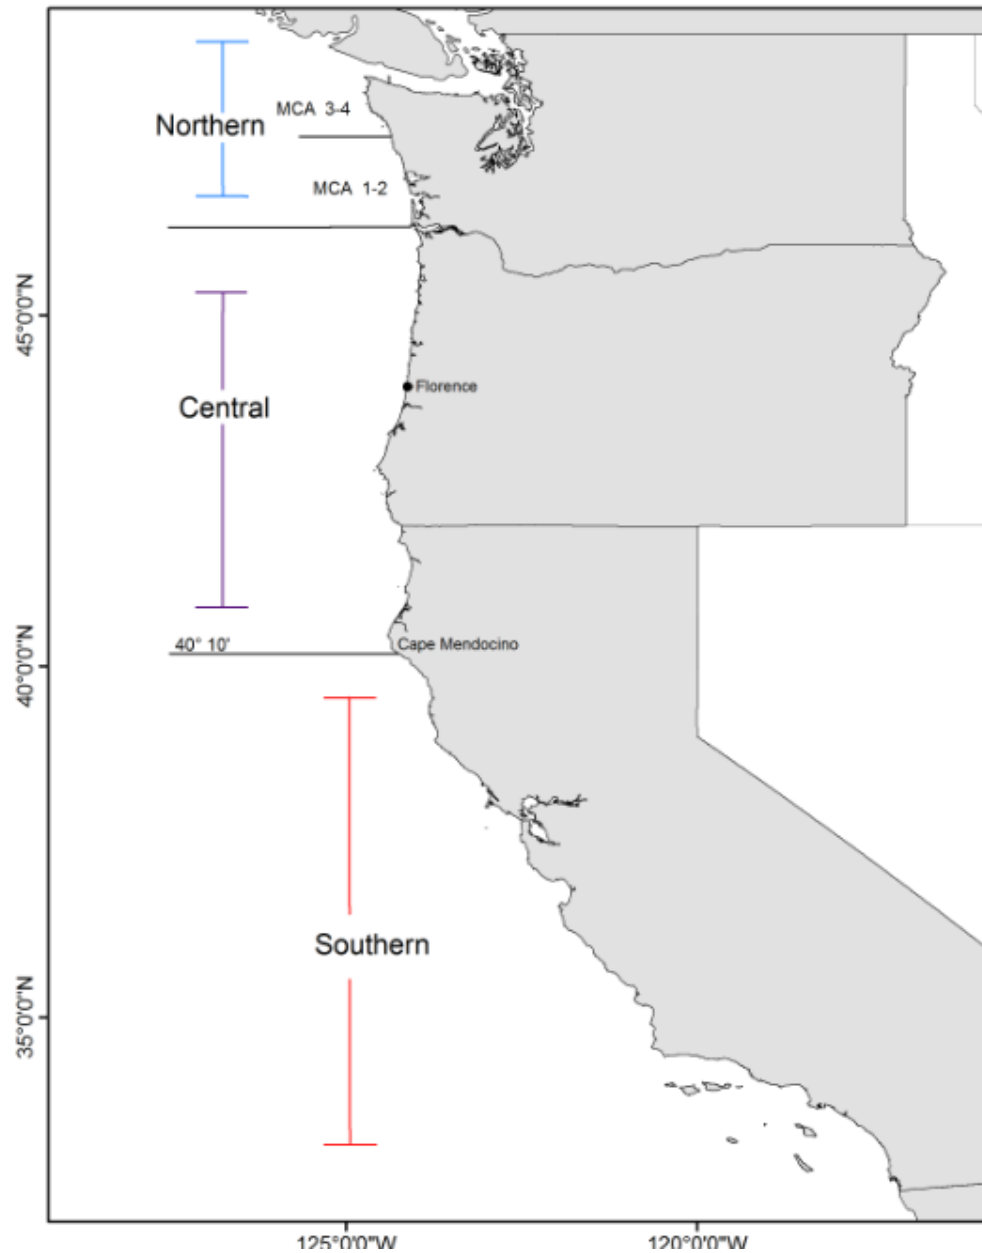 MCA 3-4
Northern
MCA 1-2
45°0'0"N
Florence
Central
40° 10'
Cape Mendocino
40°0'0"N
Southern
35°0'0"N
125°0'0"W
120°0'0"W